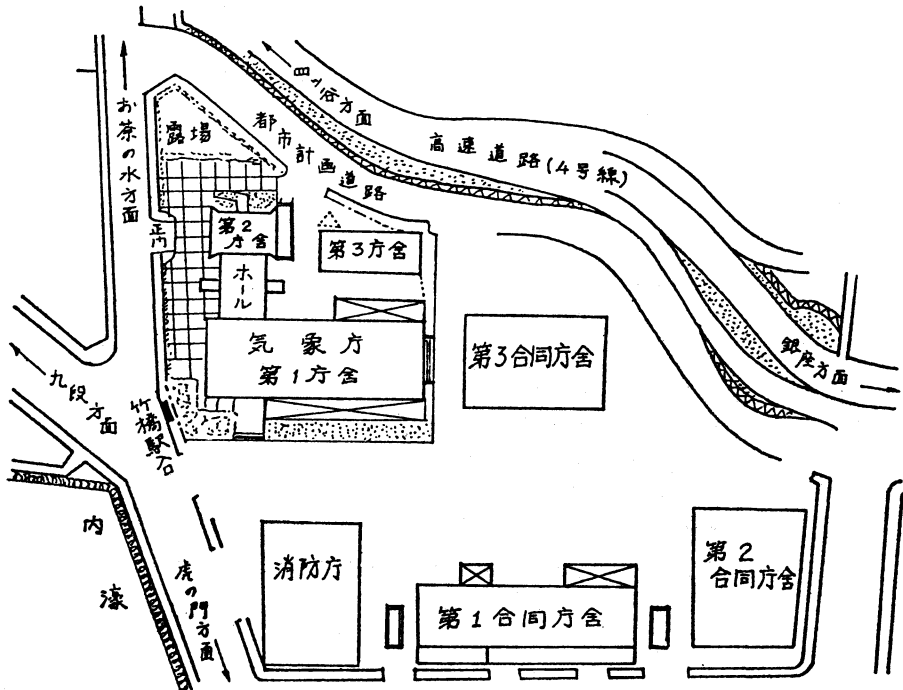 お茶の水方面
露場
都市計画道路
日比谷方面
高速道路(4号線)
正門
第2
庁舎
第3庁舎
ホール
気象庁
第1庁舎
第3合同庁舎
銀座方面
九段方面
竹橋駅入口
内濠
虎の門方面
消防庁
第1合同庁舎
第2
合同庁舎